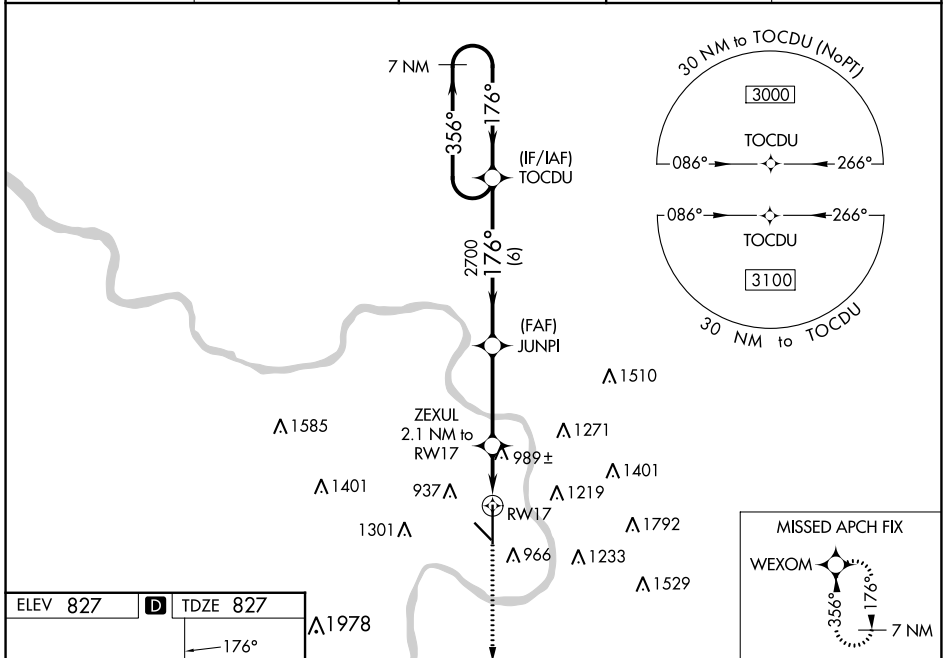 7 NM
356°
176°
(IF/IAF)
TOCDU
2700
176°
(6)
(FAF)
JUNPI
ZEXUL
2.1 NM to
RW17
989±
RW17
1585
1401
937
1301
966
1510
1271
1401
1219
1792
1233
1529
1978
30 NM to TOCDU (NoPT)
3000
TOCDU
086°
266°
086°
266°
TOCDU
3100
30 NM to TOCDU
MISSED APCH FIX
WEXOM
356°
176°
7 NM
ELEV 827
D
TDZE 827
176°